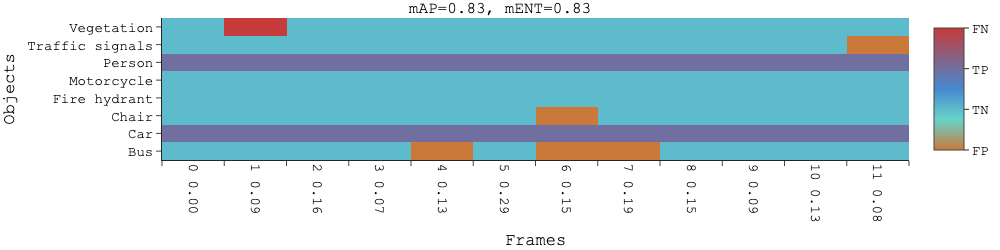 mAP=0.83, mENT=0.83
Objects
Vegetation
Traffic signals
Person
Motorcycle
Fire hydrant
Chair
Car
Bus
0 0.00
1 0.09
2 0.16
3 0.07
4 0.13
5 0.29
6 0.15
7 0.19
8 0.15
9 0.09
10 0.13
11 0.08
Frames
FN
TP
TN
FP